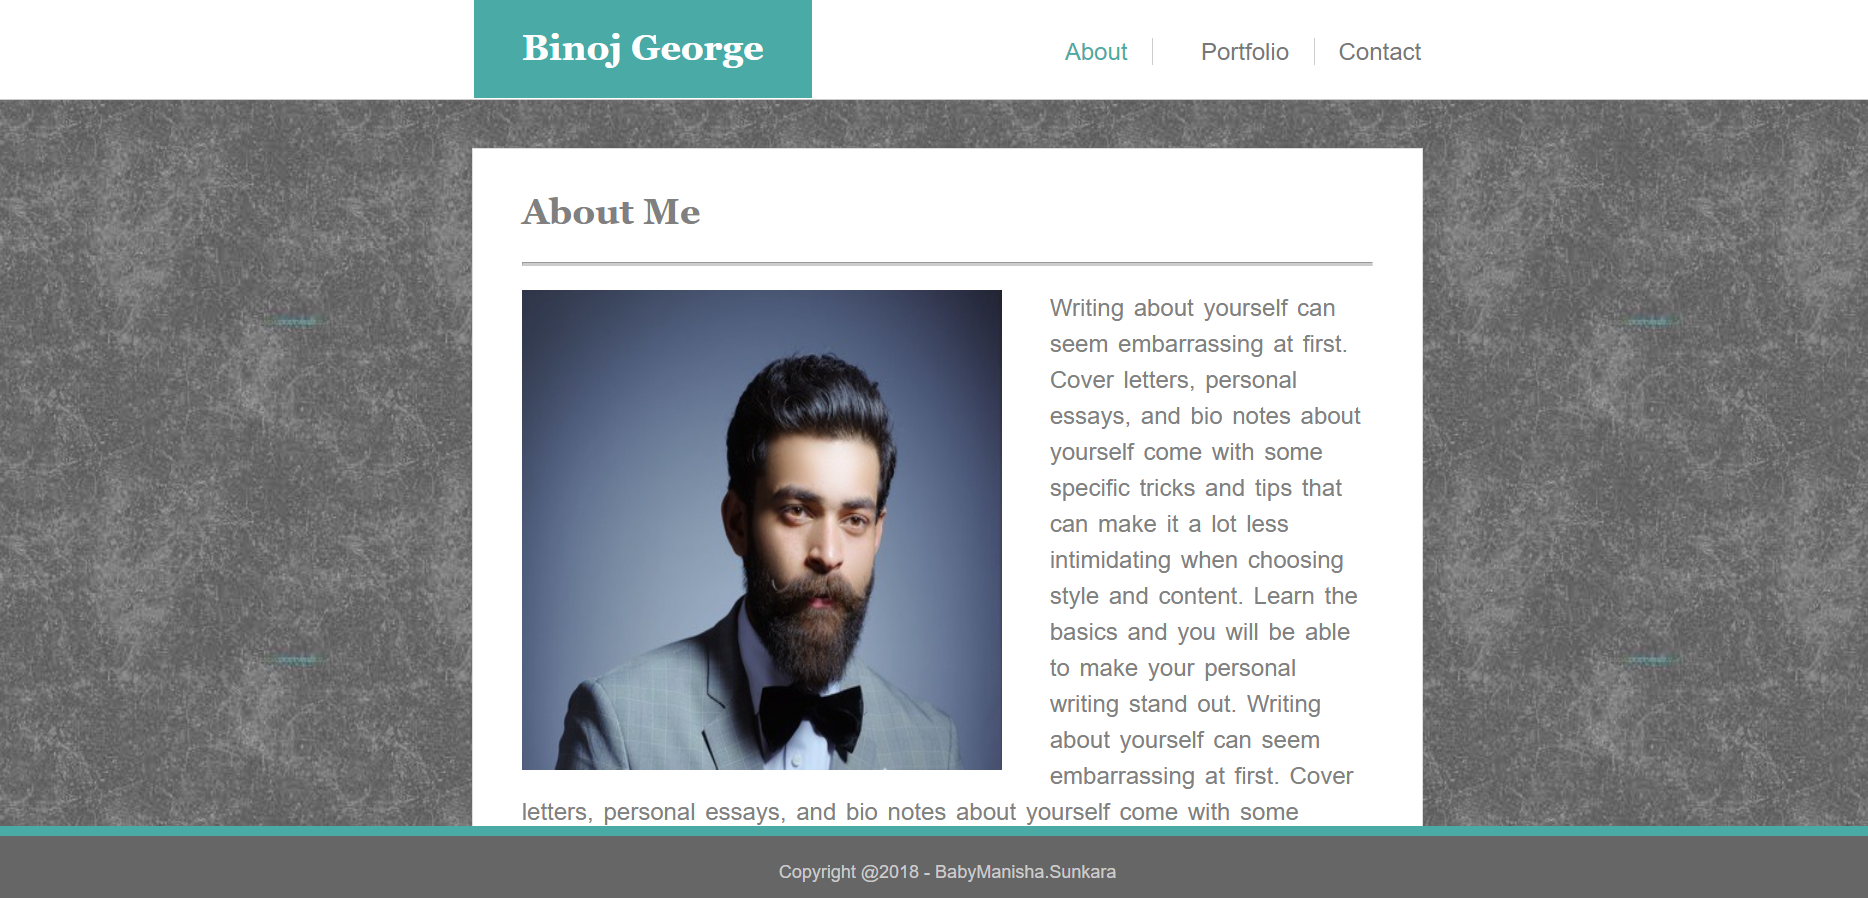 Binoj George
About
Portfolio
Contact
About Me
Writing about yourself can
seem embarrassing at first.
Cover letters, personal
essays, and bio notes about
yourself come with some
specific tricks and tips that
can make it a lot less
intimidating when choosing
style and content. Learn the
basics and you will be able
to make your personal
writing stand out. Writing
about yourself can seem
embarrassing at first. Cover
letters, personal essays, and bio notes about yourself come with some
Copyright @2018 - BabyManisha.Sunkara